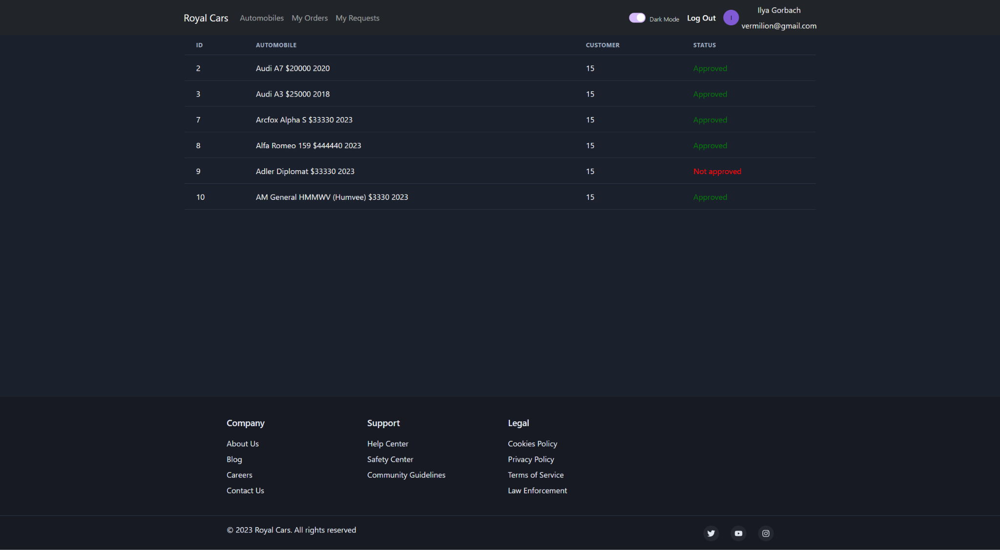 Royal Cars Automobiles My Orders My Requests Dark Mode Log Out I Ilya Gorbach
vermilion@gmail.com
ID AUTOMOBILE CUSTOMER STATUS
2 Audi A7 $20000 2020 15 Approved
3 Audi A3 $25000 2018 15 Approved
7 Arcfox Alpha S $33330 2023 15 Approved
8 Alfa Romeo 159 $444440 2023 15 Approved
9 Adler Diplomat $33330 2023 15 Not approved
10 AM General HMMWV (Humvee) $3330 2023 15 Approved
Company
About Us
Blog
Careers
Contact Us
Support
Help Center
Safety Center
Community Guidelines
Legal
Cookies Policy
Privacy Policy
Terms of Service
Law Enforcement
© 2023 Royal Cars. All rights reserved